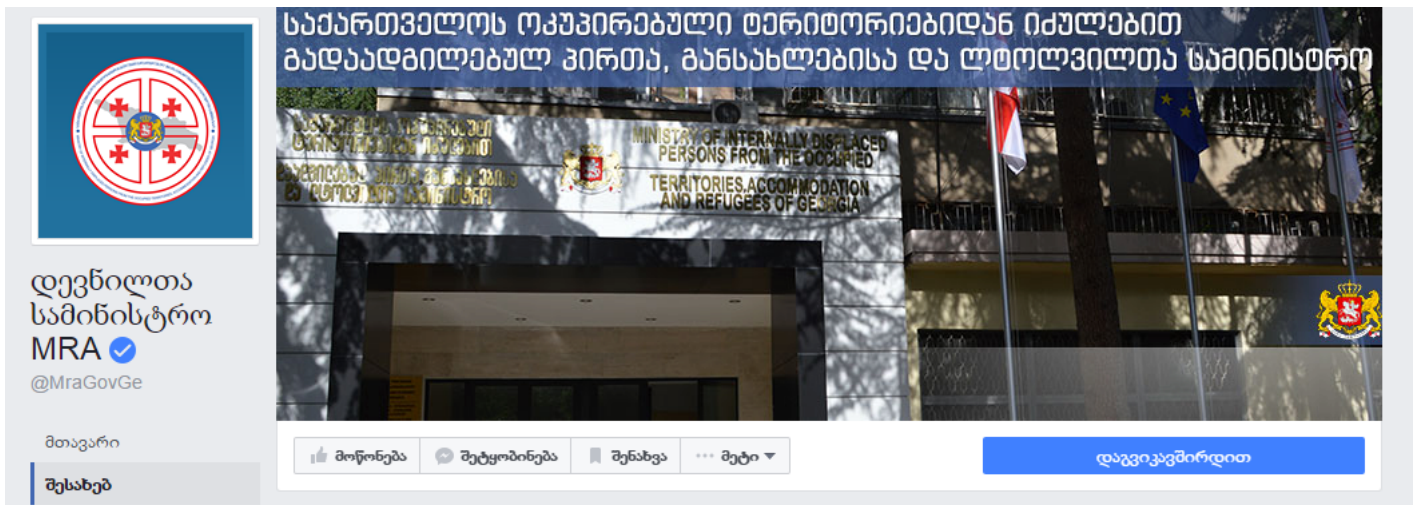 საქართველოს ოკუპირებული ტერიტორიებიდან იძულებით
გადაადგილებულ პირთა, განსახლებისა და ლტოლვილთა სამინისტრო
MINISTRY OF INTERNALLY DISPLACED
PERSONS FROM THE OCCUPIED
TERRITORIES, ACCOMMODATION
AND REFUGEES OF GEORGIA
დევნილთა
სამინისტრო
MRA
@MraGovGe
მთავარი
შესახებ
მოწონება
შეტყობინება
შენახვა
მეტი
დაგვიკავშირდით